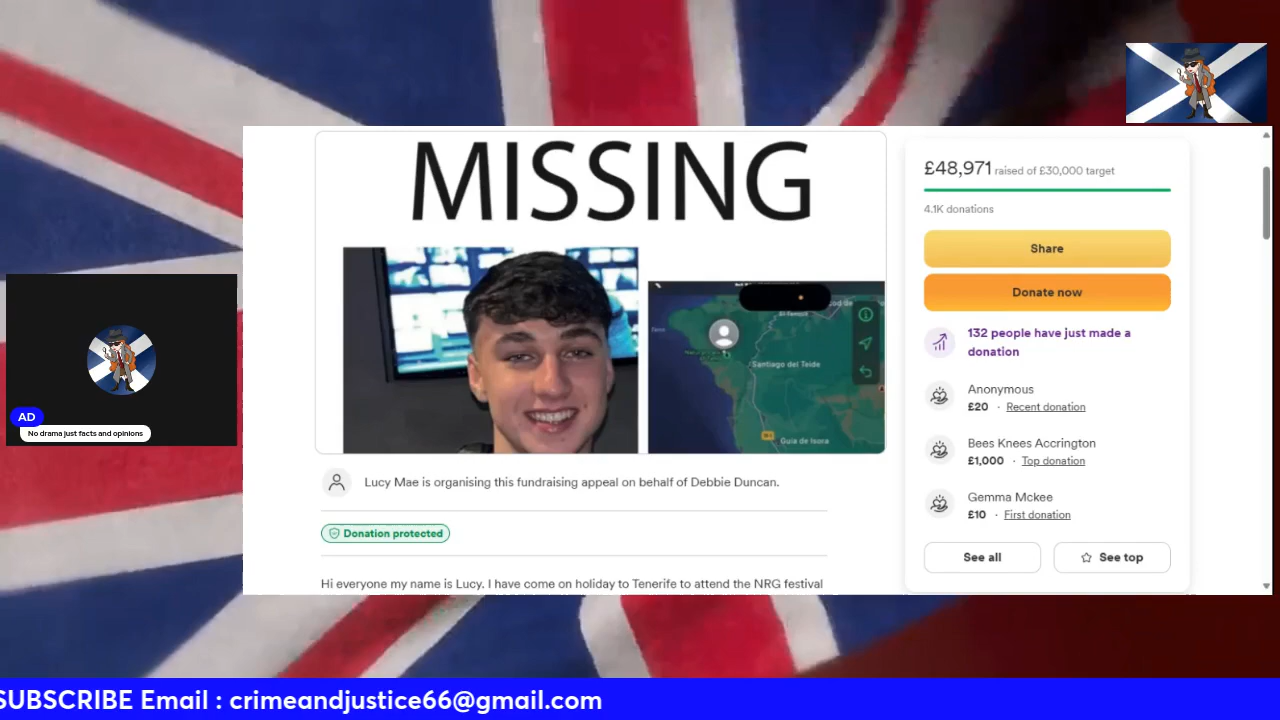 MISSING
El Tanque
Santiago del Teide
Guía de Isora
Lucy Mae is organising this fundraising appeal on behalf of Debbie Duncan.
Donation protected
Hi everyone my name is Lucy. I have come on holiday to Tenerife to attend the NRG festival
£48,971 raised of £30,000 target
4.1K donations
Share
Donate now
132 people have just made a
donation
Anonymous
£20 · Recent donation
Bees Knees Accrington
£1,000 · Top donation
Gemma Mckee
£10 · First donation
See all
See top
AD
No drama just facts and opinions
SUBSCRIBE Email : crimeandjustice66@gmail.com